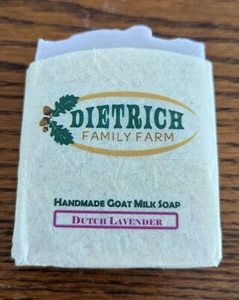 DIETRICH
FAMILY FARM
HANDMADE GOAT MILK SOAP
DUTCH LAVENDER